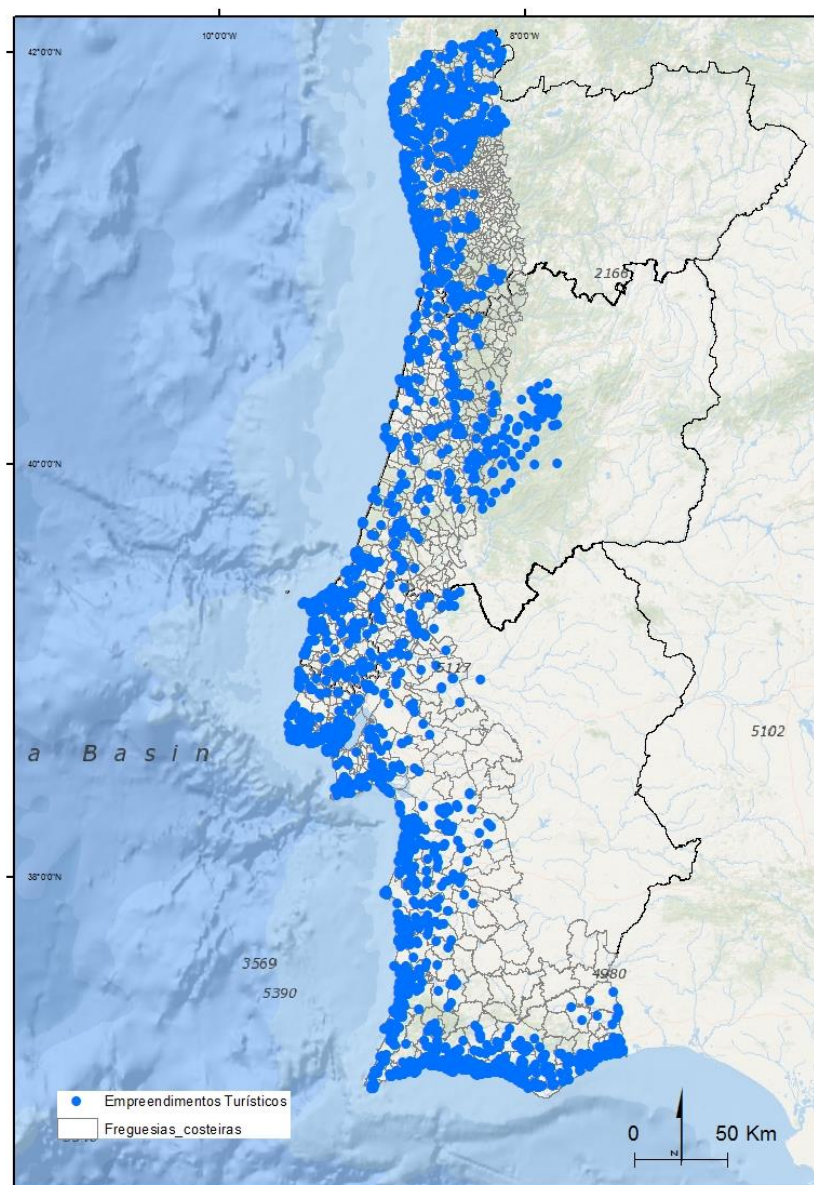 10°0'0"W
8°0'0"W
42°0'0"N
2166
40°0'0"N
5117
5102
a Basin
38°0'0"N
3569
4980
5390
Empreendimentos Turísticos
Freguesias_costeiras
0
50 Km
N